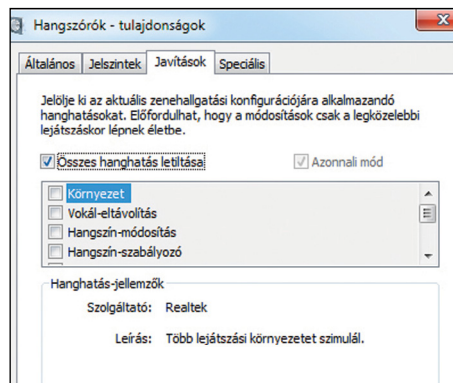 Hangszórók - tulajdonságok
Általános Jelszintek Javítások Speciális
Jelölje ki az aktuális zenehallgatási konfigurációjára alkalmazandó
hanghatásokat. Előfordulhat, hogy a módosítások csak a legközelebbi
lejátszáskor lépnek életbe.
Összes hanghatás letiltása Azonnali mód
Környezet
Vokál-eltávolítás
Hangszín-módosítás
Hangszín-szabályozó
Hanghatás-jellemzők
Szolgáltató: Realtek
Leírás: Több lejátszási környezetet szimulál.